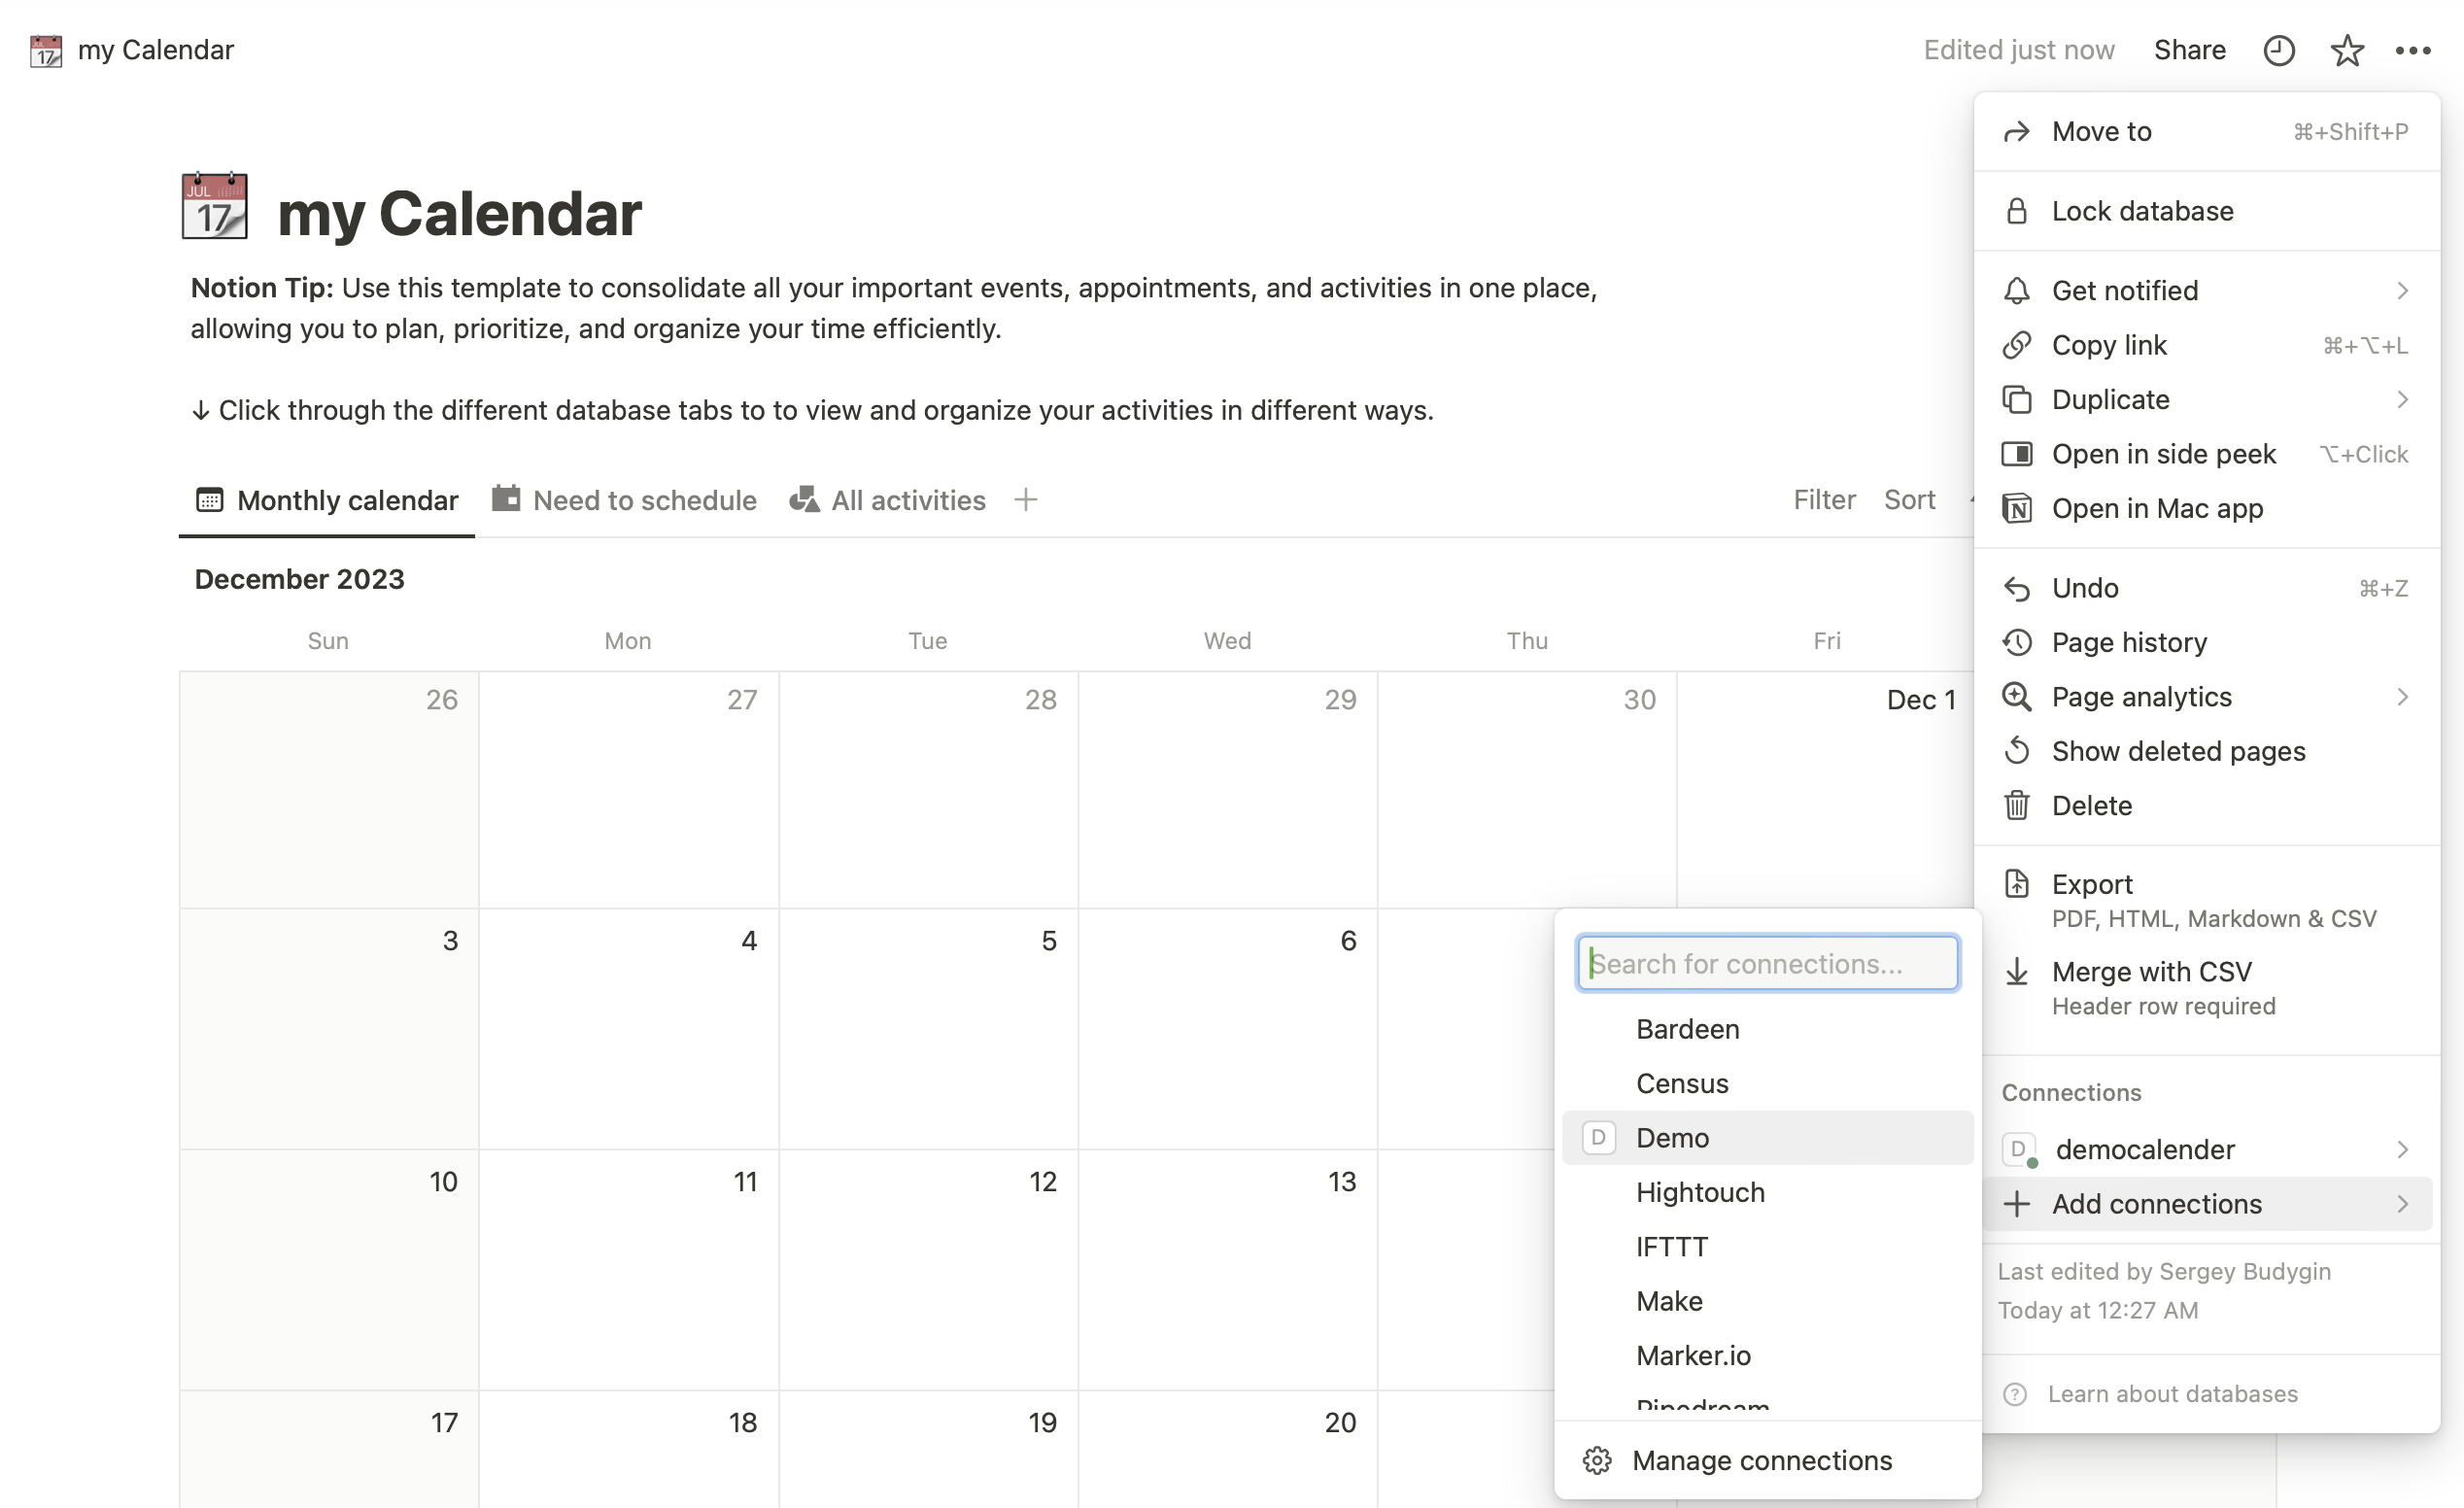 my Calendar
Edited just now
Share
JUL
17
my Calendar
Notion Tip: Use this template to consolidate all your important events, appointments, and activities in one place,
allowing you to plan, prioritize, and organize your time efficiently.
↓ Click through the different database tabs to to view and organize your activities in different ways.
Monthly calendar
Need to schedule
All activities
Filter
Sort
December 2023
Sun Mon Tue Wed Thu Fri
26 27 28 29 30 Dec 1
3 4 5 6
10 11 12 13
17 18 19 20
Move to ⌘+Shift+P
Lock database
Get notified
Copy link ⌘+⌥+L
Duplicate
Open in side peek ⌥+Click
Open in Mac app
Undo ⌘+Z
Page history
Page analytics
Show deleted pages
Delete
Export
PDF, HTML, Markdown & CSV
Merge with CSV
Header row required
Connections
D democalender
Add connections
Last edited by Sergey Budygin
Today at 12:27 AM
Learn about databases
Search for connections...
Bardeen
Census
D Demo
Hightouch
IFTTT
Make
Marker.io
Pipedream
Manage connections